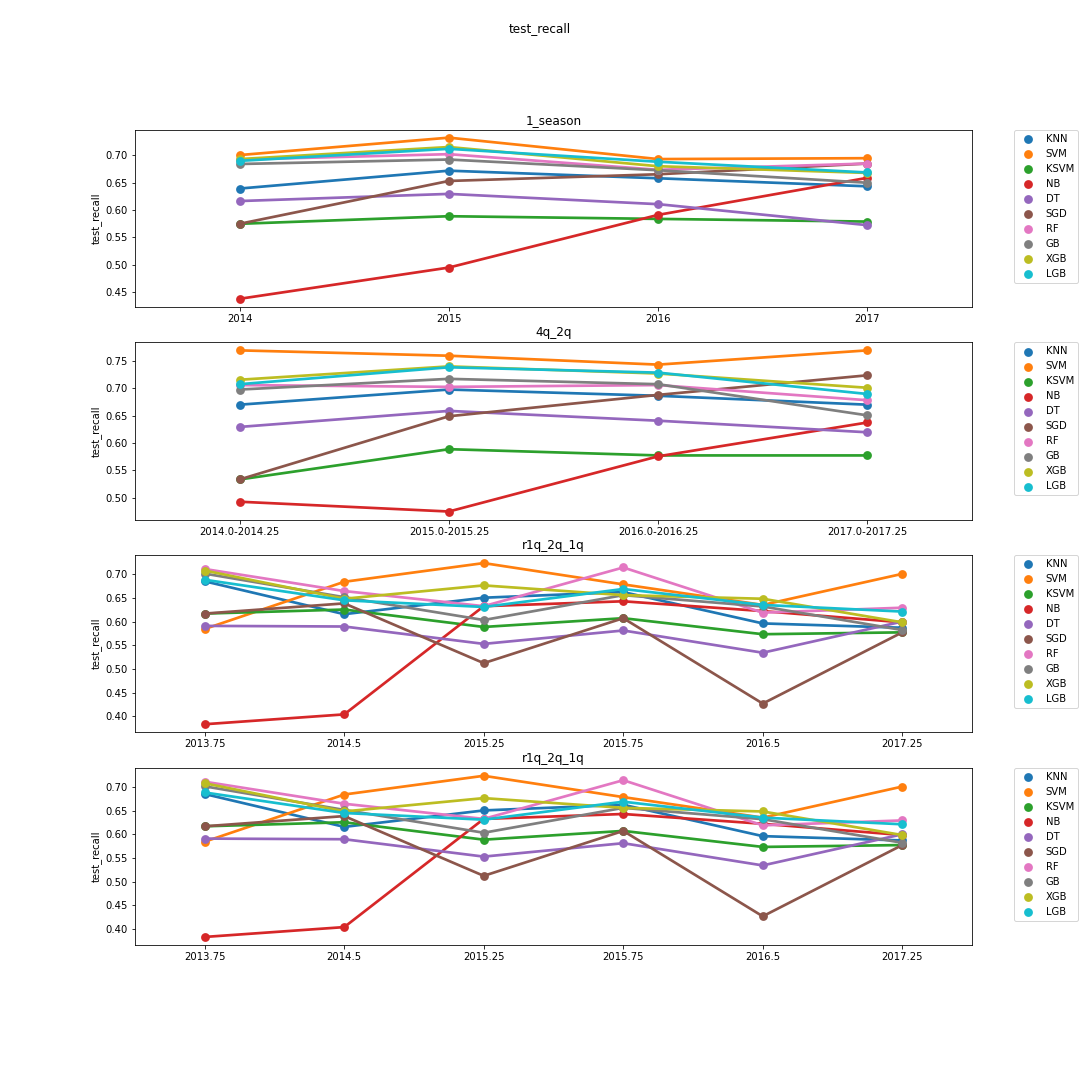 test_recall
1_season
test_recall
0.70
0.65
0.60
0.55
0.50
0.45
2014 2015 2016 2017
KNN
SVM
KSVM
NB
DT
SGD
RF
GB
XGB
LGB
4q_2q
test_recall
0.75
0.70
0.65
0.60
0.55
0.50
2014.0-2014.25 2015.0-2015.25 2016.0-2016.25 2017.0-2017.25
KNN
SVM
KSVM
NB
DT
SGD
RF
GB
XGB
LGB
r1q_2q_1q
test_recall
0.70
0.65
0.60
0.55
0.50
0.45
0.40
2013.75 2014.5 2015.25 2015.75 2016.5 2017.25
KNN
SVM
KSVM
NB
DT
SGD
RF
GB
XGB
LGB
r1q_2q_1q
test_recall
0.70
0.65
0.60
0.55
0.50
0.45
0.40
2013.75 2014.5 2015.25 2015.75 2016.5 2017.25
KNN
SVM
KSVM
NB
DT
SGD
RF
GB
XGB
LGB